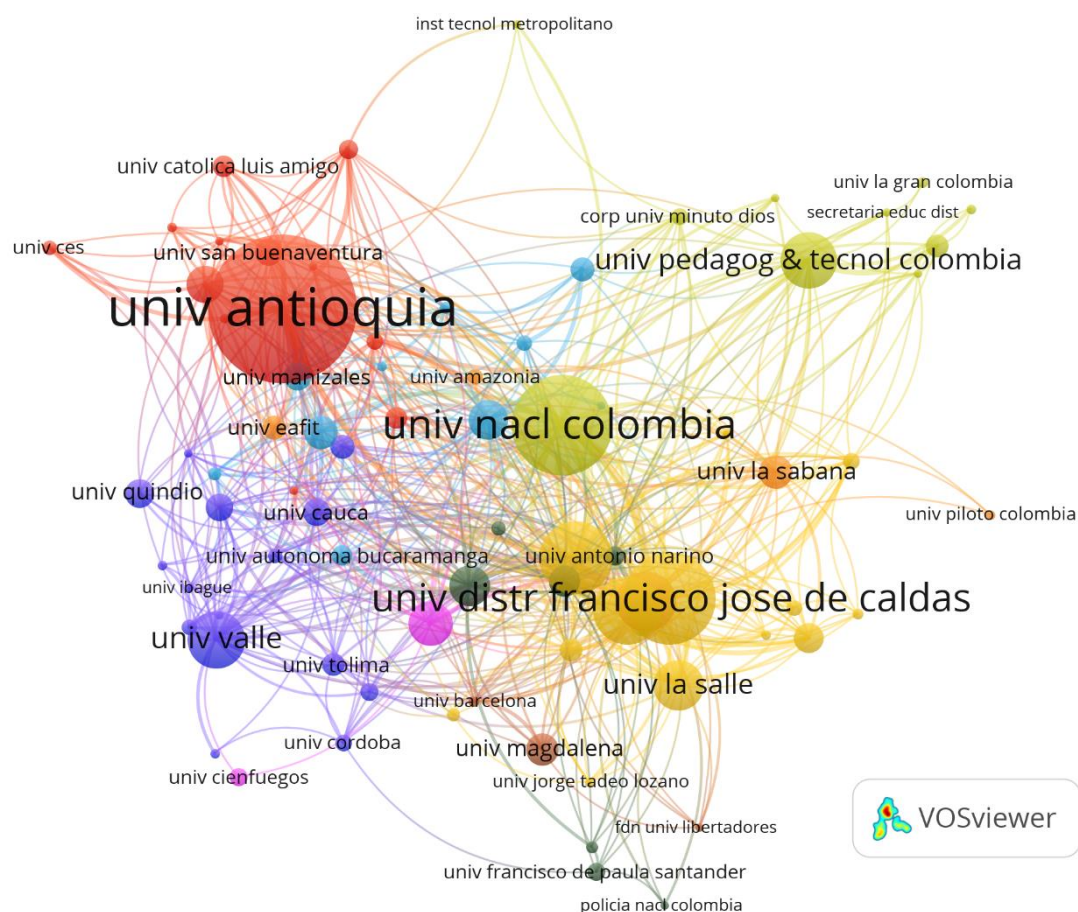 inst tecnol metropolitano
univ catolica luis amigo
univ la gran colombia
corp univ minuto dios
secretaria educ dist
univ ces
univ san buenaventura
univ pedagog & tecnol colombia
univ antioquia
univ manizales
univ amazonia
univ eafit
univ nacl colombia
univ la sabana
univ quindio
univ cauca
univ piloto colombia
univ autonoma bucaramanga
univ antonio narino
univ ibague
univ distr francisco jose de caldas
univ valle
univ tolima
univ la salle
univ barcelona
univ cordoba
univ magdalena
univ cienfuegos
univ jorge tadeo lozano
VOSviewer
fdn univ libertadores
univ francisco de paula santander
policia nacl colombia